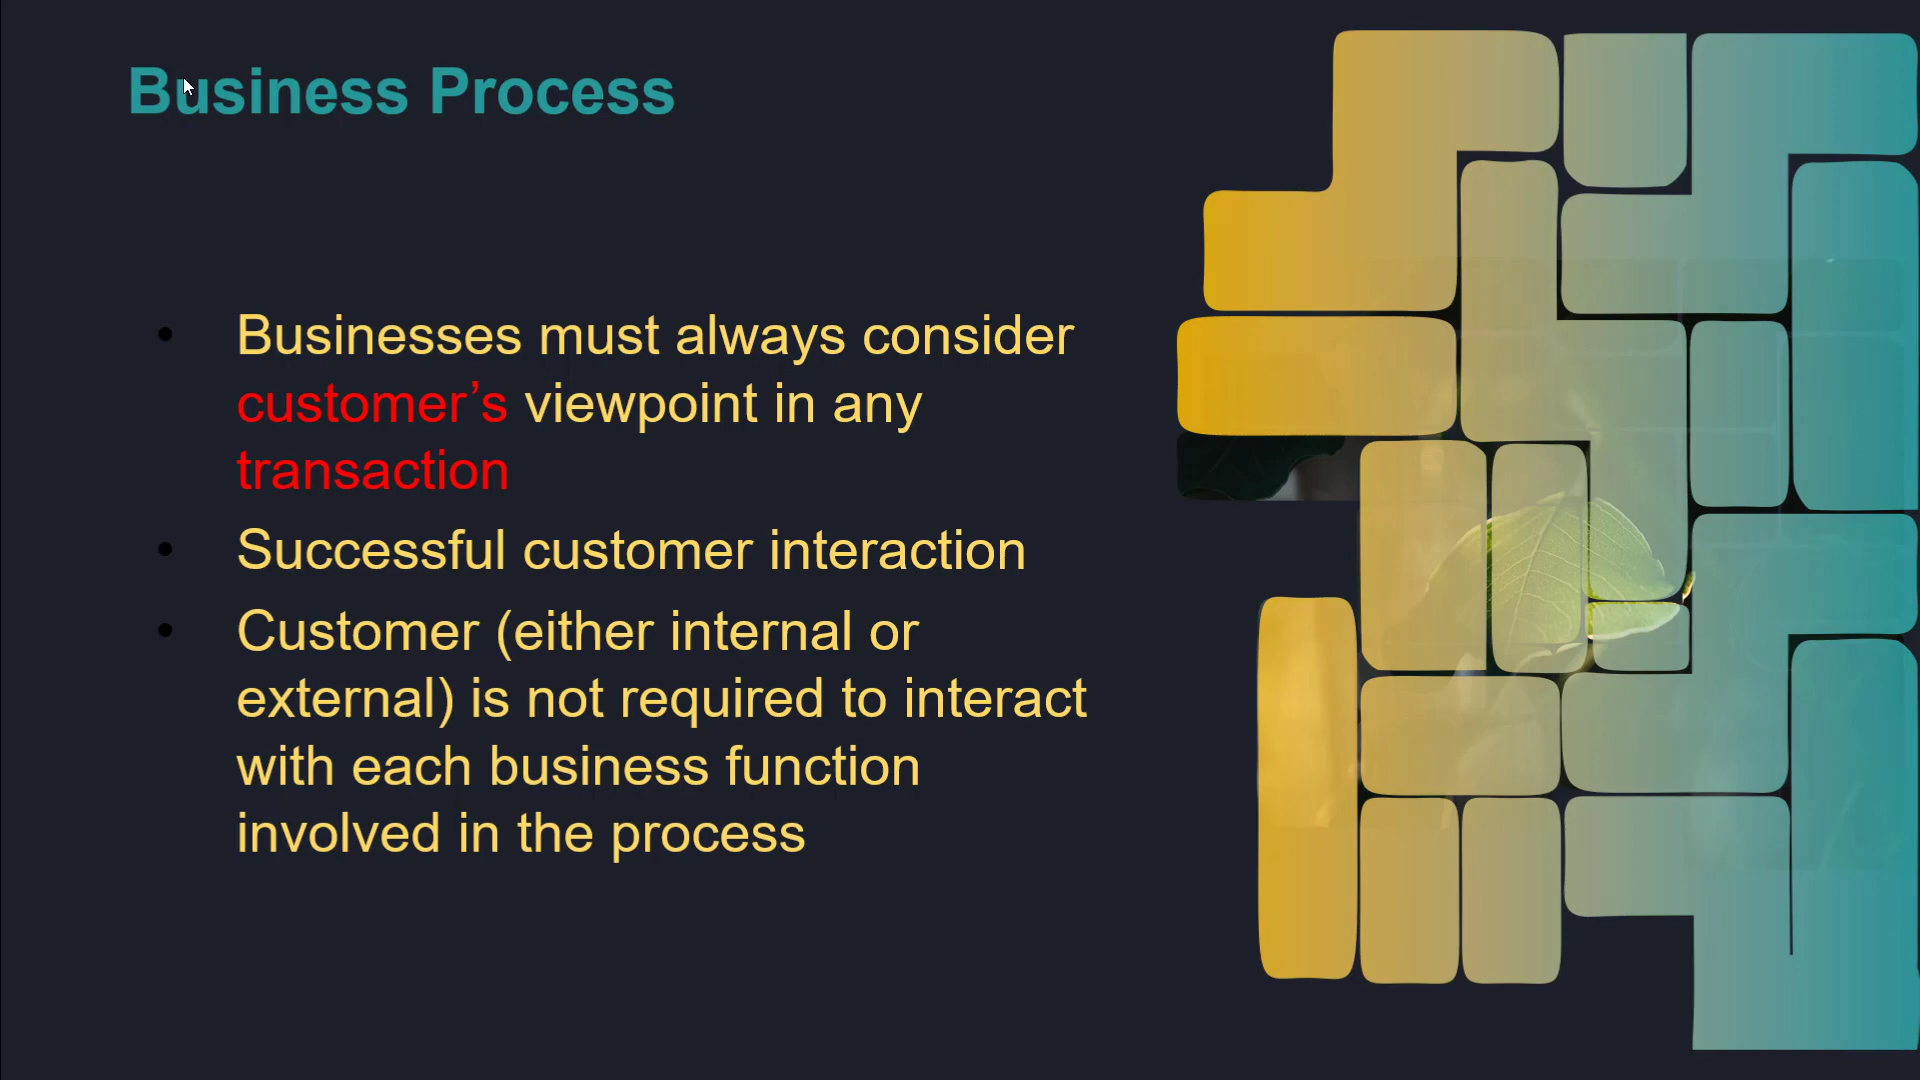 Business Process
• Businesses must always consider
customer’s viewpoint in any
transaction
• Successful customer interaction
• Customer (either internal or
external) is not required to interact
with each business function
involved in the process